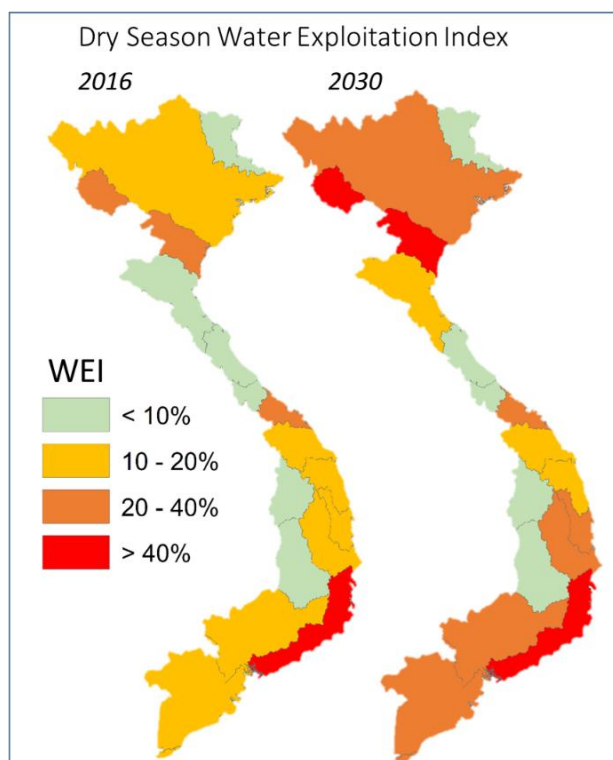 Dry Season Water Exploitation Index
2016
2030
WEI
< 10%
10 - 20%
20 - 40%
> 40%